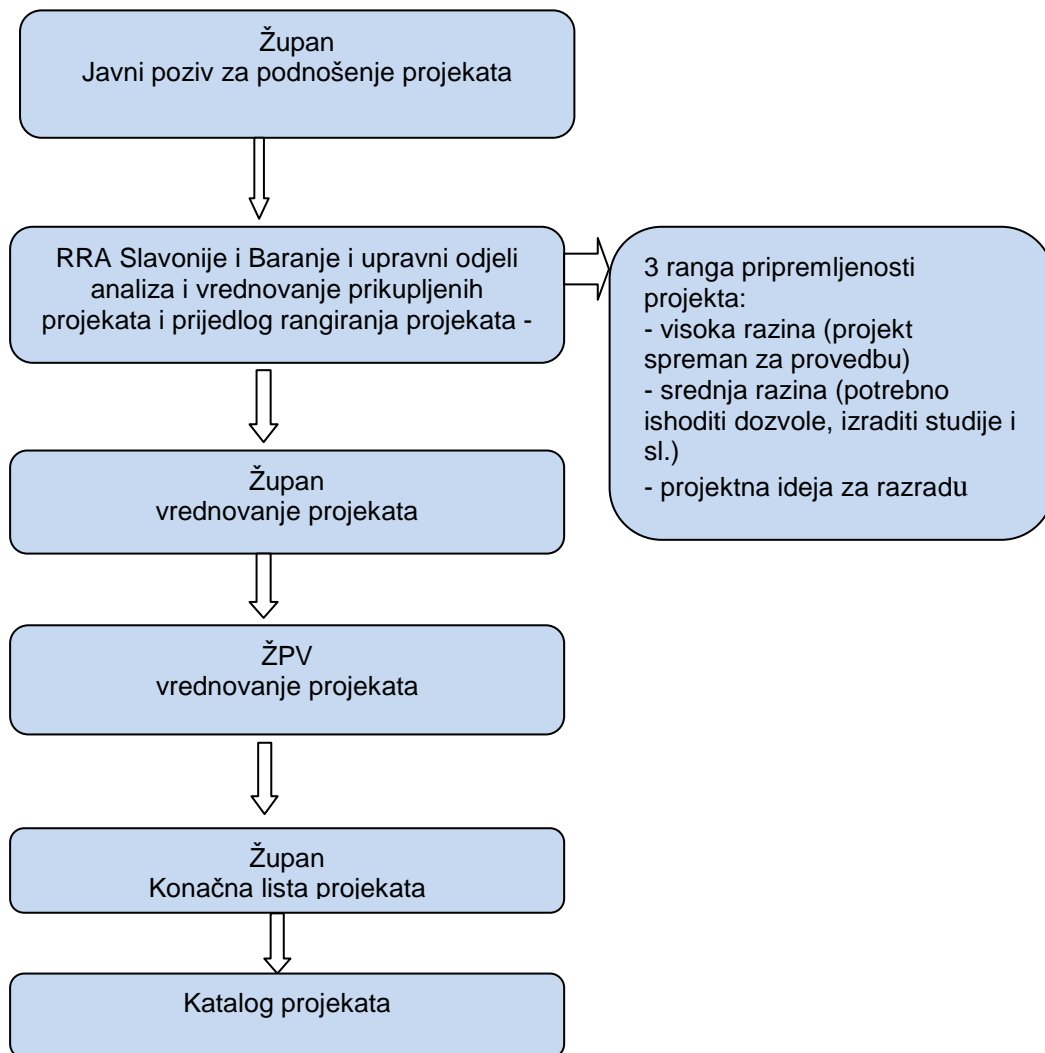 Župan
Javni poziv za podnošenje projekata
RRA Slavonije i Baranje i upravni odjeli
analiza i vrednovanje prikupljenih
projekata i prijedlog rangiranja projekata -
3 ranga pripremljenosti
projekta:
- visoka razina (projekt
spreman za provedbu)
- srednja razina (potrebno
ishoditi dozvole, izraditi studije i
sl.)
- projektna ideja za razradu
Župan
vrednovanje projekata
ŽPV
vrednovanje projekata
Župan
Konačna lista projekata
Katalog projekata